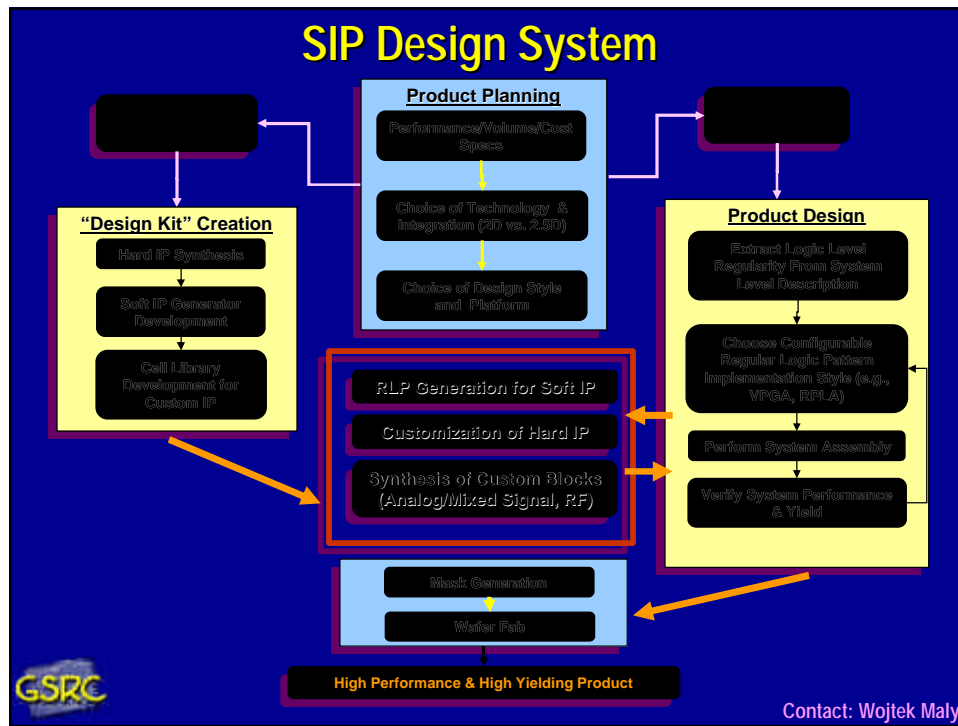 SIP Design System
Product Planning
Performance/Volume/Cost
Specs
Choice of Technology &
Integration (2D vs. 2.5D)
Choice of Design Style
and Platform
“Design Kit” Creation
Hard IP Synthesis
Soft IP Generator
Development
Cell Library
Development for
Custom IP
Product Design
Extract Logic Level
Regularity From System
Level Description
Choose Configurable
Regular Logic Pattern
Implementation Style (e.g.,
VPGA, RPLA)
Perform System Assembly
Verify System Performance
& Yield
RLP Generation for Soft IP
Customization of Hard IP
Synthesis of Custom Blocks
(Analog/Mixed Signal, RF)
Mask Generation
Wafer Fab
High Performance & High Yielding Product
GSRC
Contact: Wojtek Maly